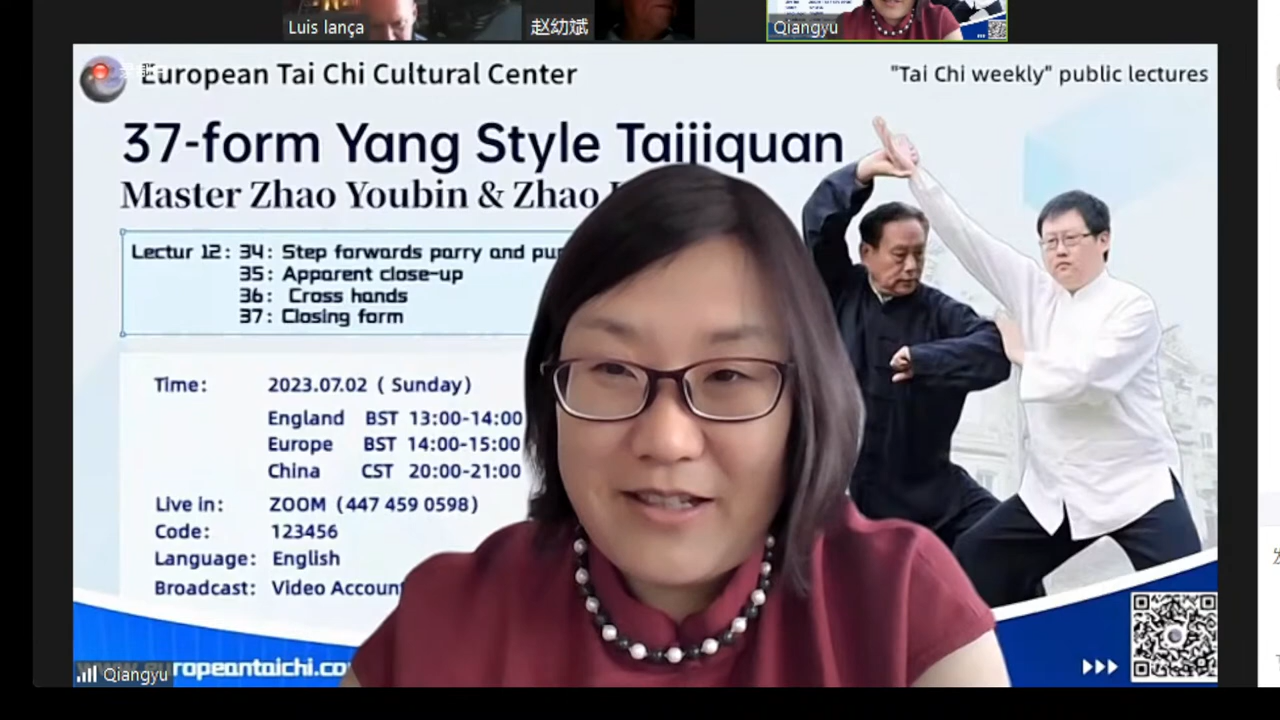 Luis lança
赵幼斌
Qiangyu
European Tai Chi Cultural Center
"Tai Chi weekly" public lectures
37-form Yang Style Taijiquan
Master Zhao Youbin & Zhao
Lectur 12: 34: Step forwards parry and
35: Apparent close-up
36: Cross hands
37: Closing form
Time: 2023.07.02 ( Sunday)
England BST 13:00-14:00
Europe BST 14:00-15:00
China CST 20:00-21:00
Live in: ZOOM (447 459 0598)
Code: 123456
Language: English
Broadcast: Video Accoun
Qiangyu
ropeantaichi.co